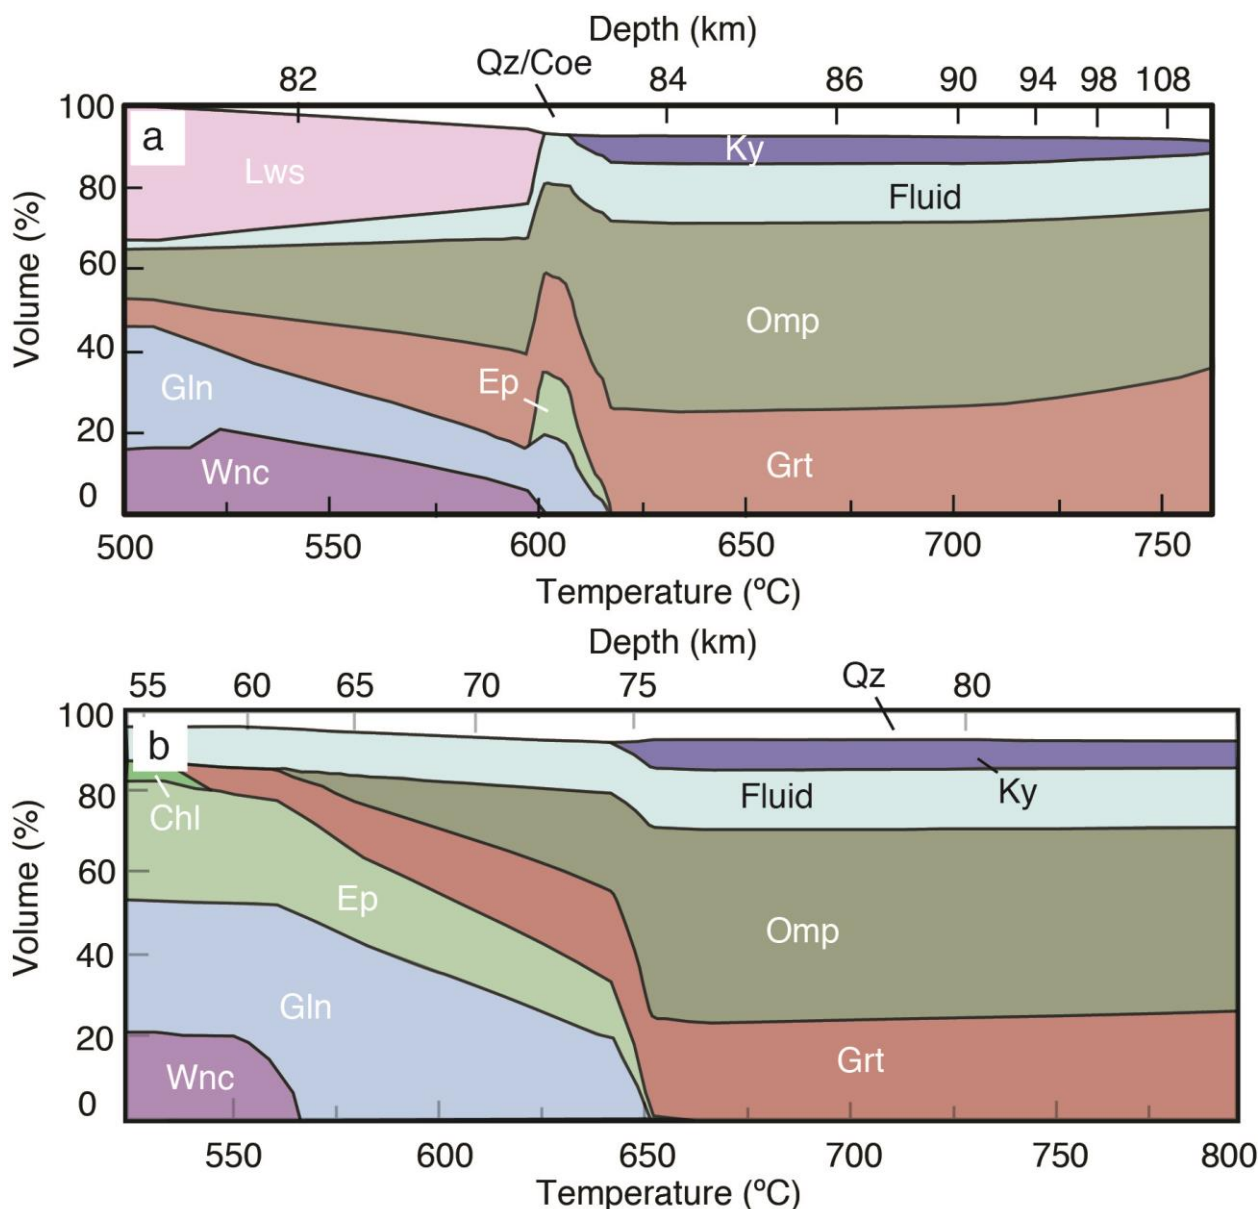 Depth (km)
Qz/Coe
82 84 86 90 94 98 108
100
a
Ky
80
Lws
Fluid
Volume (%)
60
Omp
40
Ep
Gln
20
Grt
Wnc
0
500 550 600 650 700 750
Temperature (ºC)
Depth (km)
Qz
55 60 65 70 75 80
100
b
80
Fluid
Ky
Chl
Volume (%)
60
Ep
Omp
40
Gln
20
Grt
Wnc
0
550 600 650 700 750 800
Temperature (ºC)